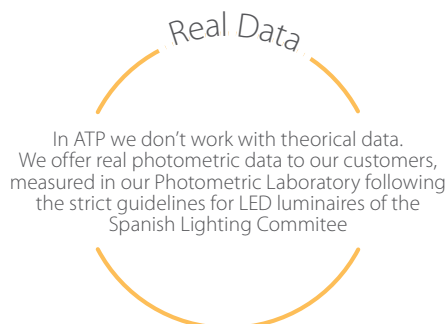 Real Data
In ATP we don't work with theorical data.
We offer real photometric data to our customers,
measured in our Photometric Laboratory following
the strict guidelines for LED luminaires of the
Spanish Lighting Commitee